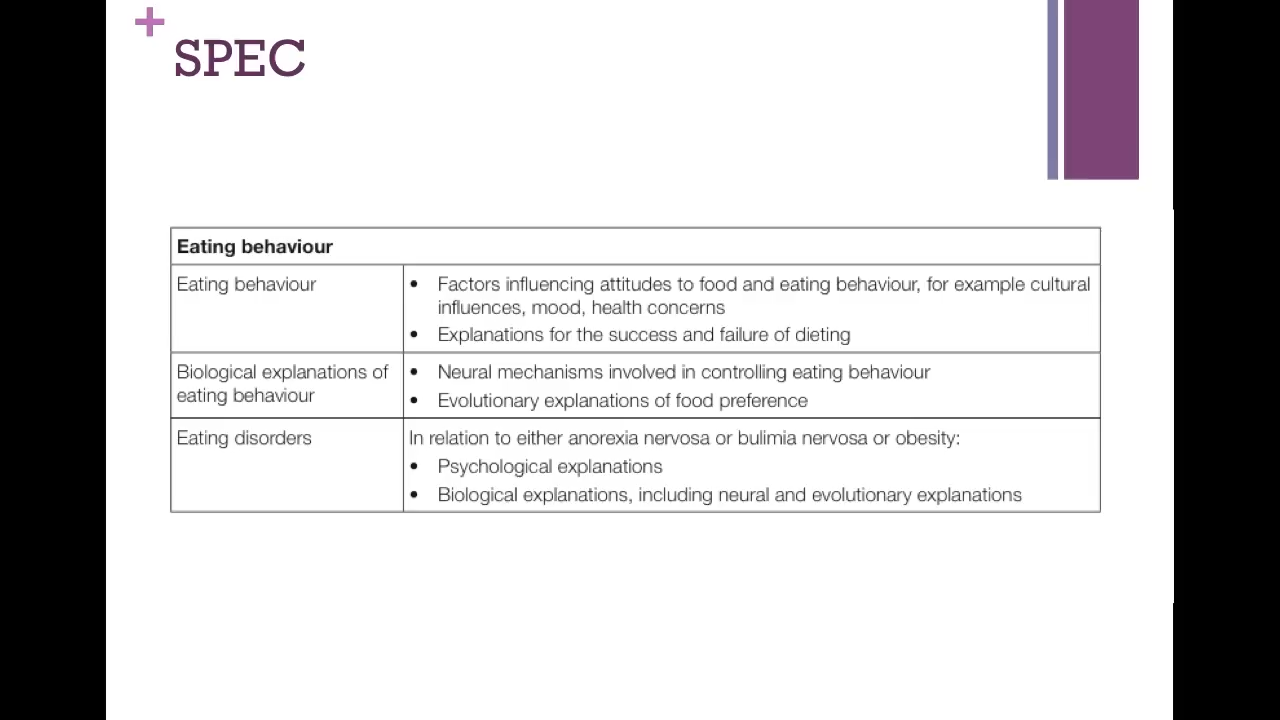 +
SPEC
Eating behaviour
Eating behaviour
• Factors influencing attitudes to food and eating behaviour, for example cultural
influences, mood, health concerns
• Explanations for the success and failure of dieting
Biological explanations of
eating behaviour
• Neural mechanisms involved in controlling eating behaviour
• Evolutionary explanations of food preference
Eating disorders
In relation to either anorexia nervosa or bulimia nervosa or obesity:
• Psychological explanations
• Biological explanations, including neural and evolutionary explanations